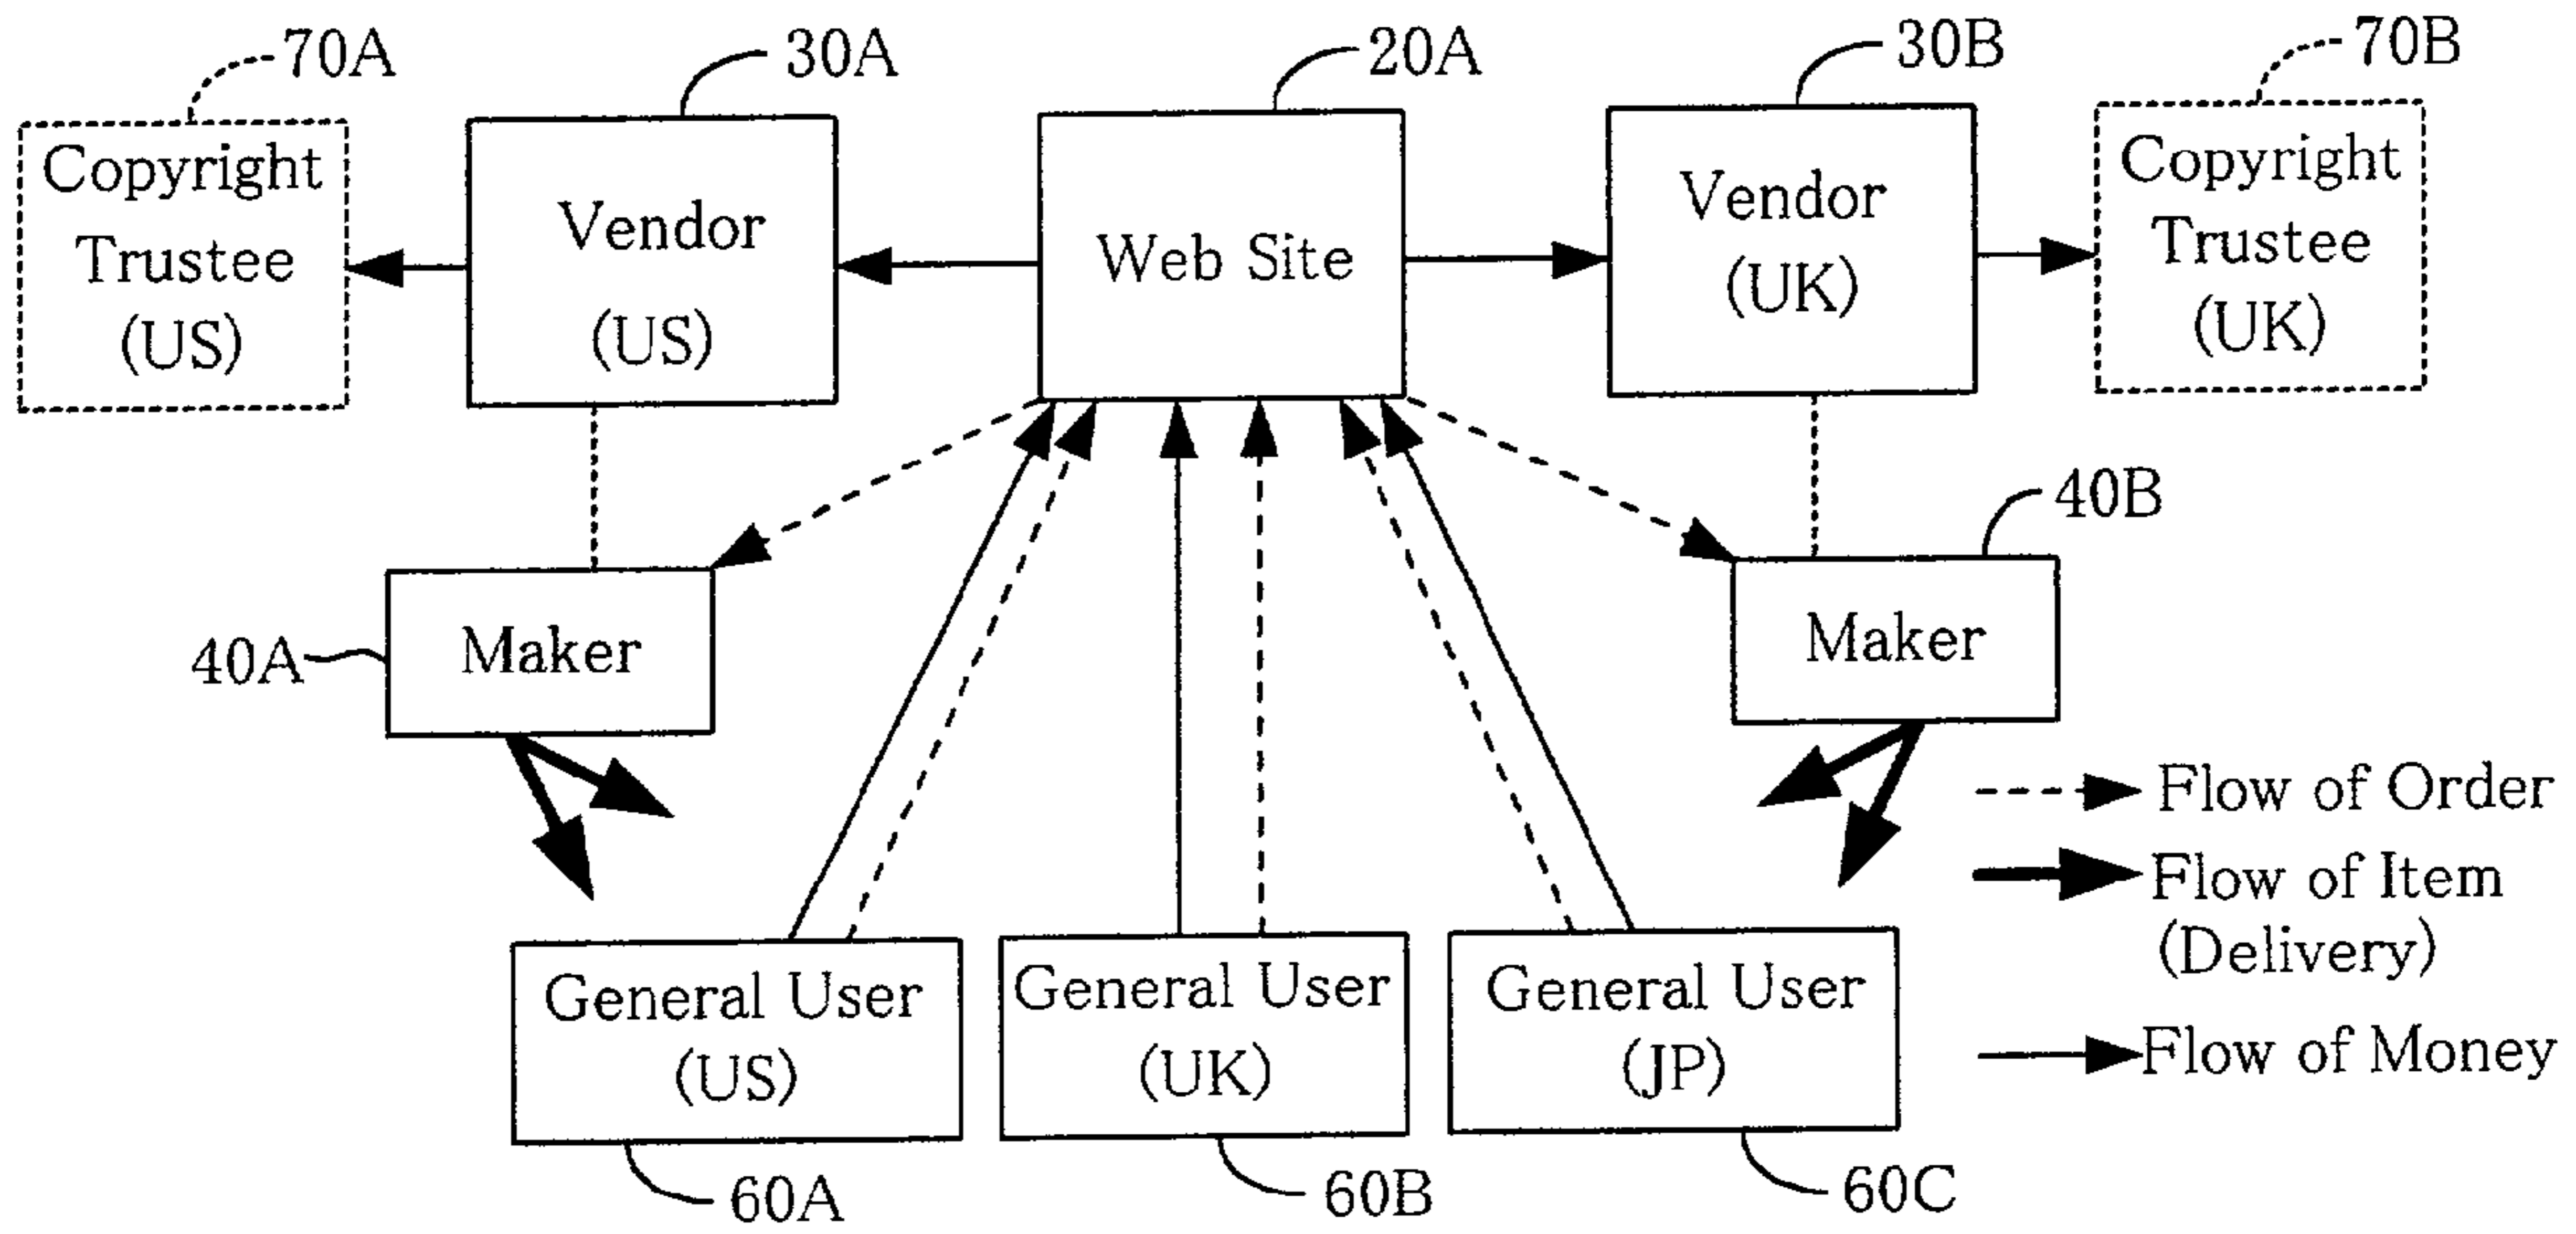 70A
30A
20A
30B
70B
Copyright
Trustee
(US)
Vendor
(US)
Web Site
Vendor
(UK)
Copyright
Trustee
(UK)
40B
40A
Maker
Maker
Flow of Order
Flow of Item
(Delivery)
Flow of Money
General User
(US)
General User
(UK)
General User
(JP)
60A
60B
60C